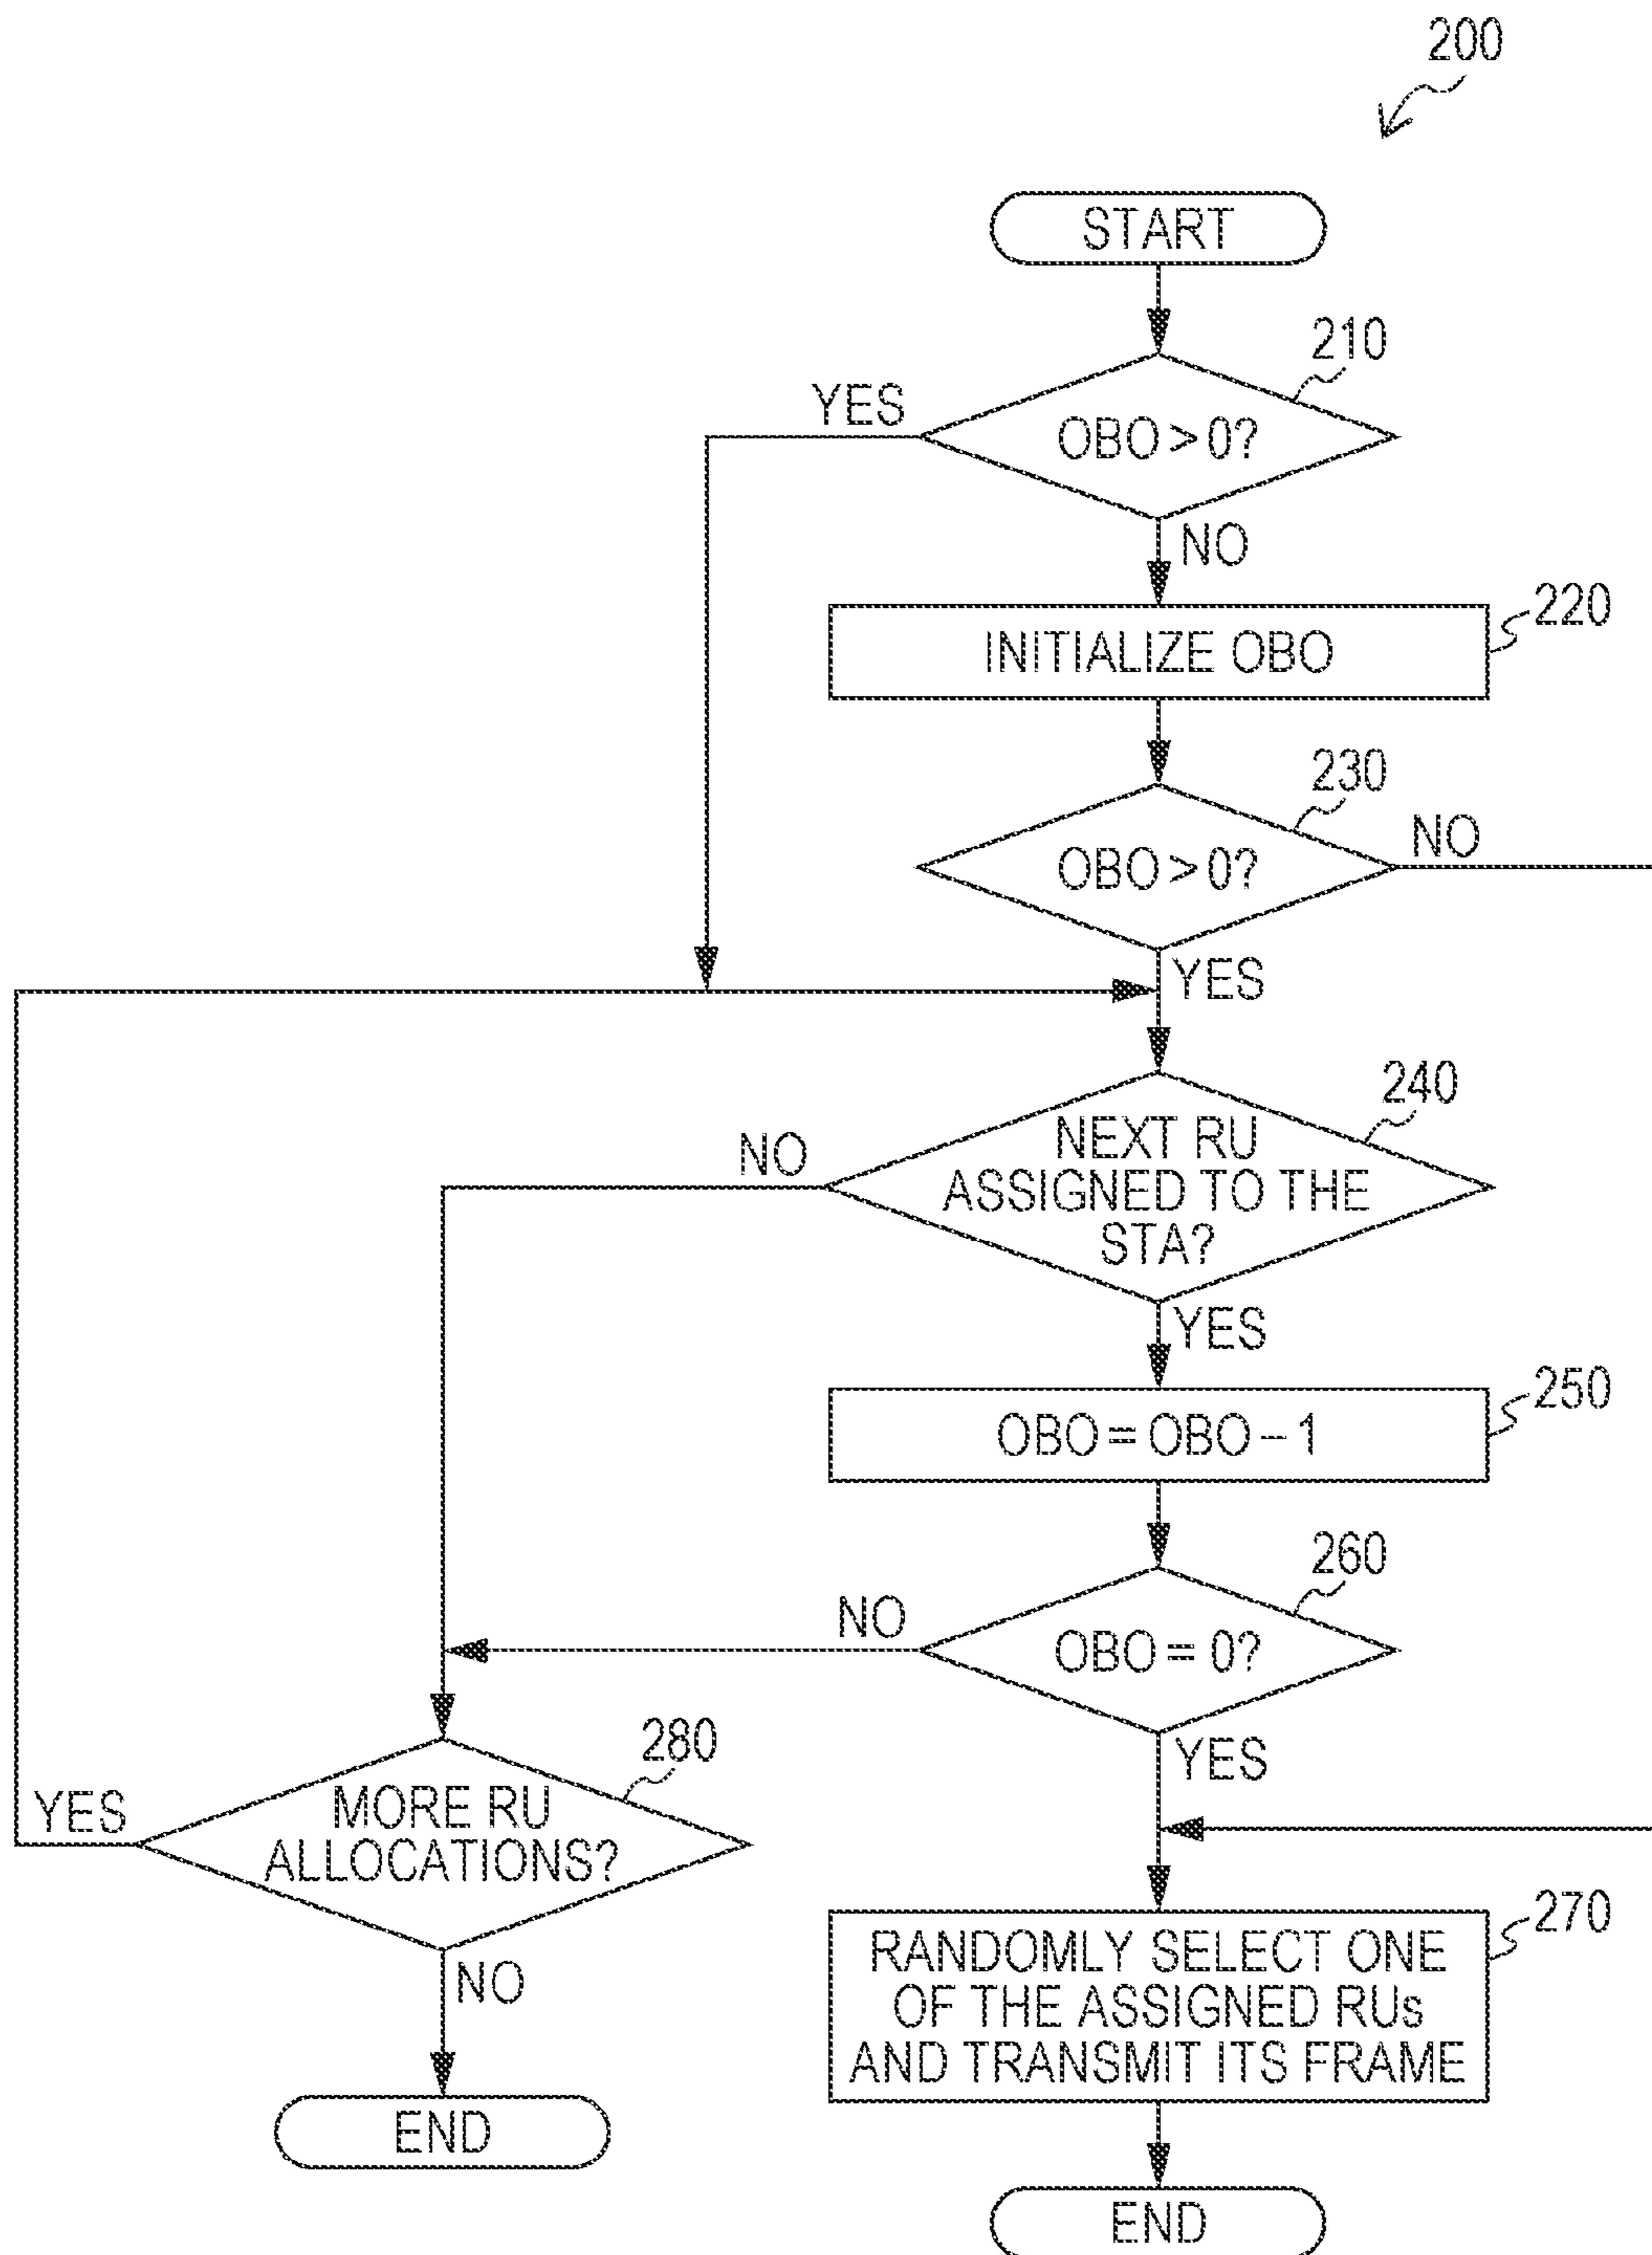 200
START
210
YES
OBO > 0?
NO
220
INITIALIZE OBO
230
OBO > 0?
NO
YES
240
NO
NEXT RU
ASSIGNED TO THE
STA?
YES
250
OBO = OBO – 1
260
NO
OBO = 0?
YES
280
YES
MORE RU
ALLOCATIONS?
NO
END
270
RANDOMLY SELECT ONE
OF THE ASSIGNED RUs
AND TRANSMIT ITS FRAME
END